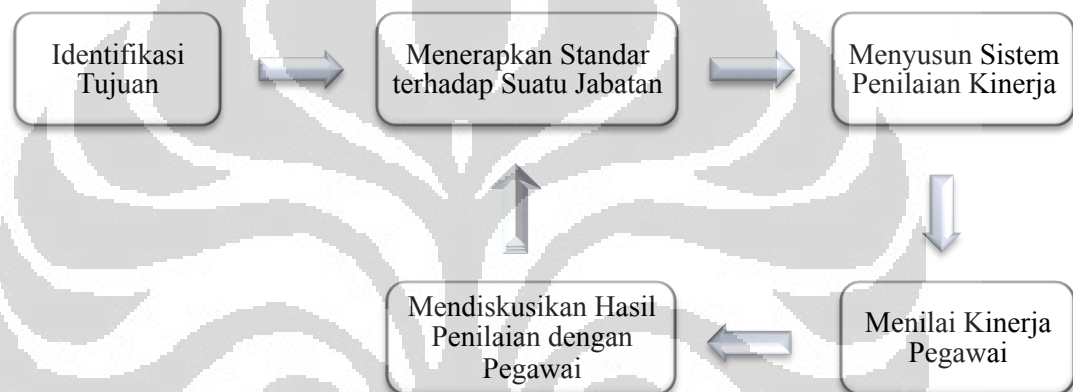 Identifikasi
Tujuan
Menerapkan Standar
terhadap Suatu Jabatan
Menyusun Sistem
Penilaian Kinerja
Menilai Kinerja
Pegawai
Mendiskusikan Hasil
Penilaian dengan
Pegawai